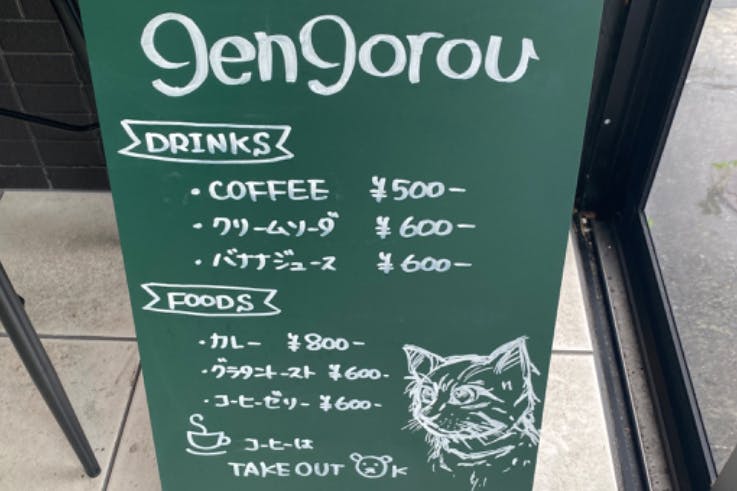 gengorou
DRINKS
・COFFEE ¥500-
・クリームソーダ ¥600-
・バナナジュース ¥600-
FOODS
・カレー ¥800-
・グラタントースト ¥600-
・コーヒーゼリー ¥600-
コーヒーは
TAKE OUT OK